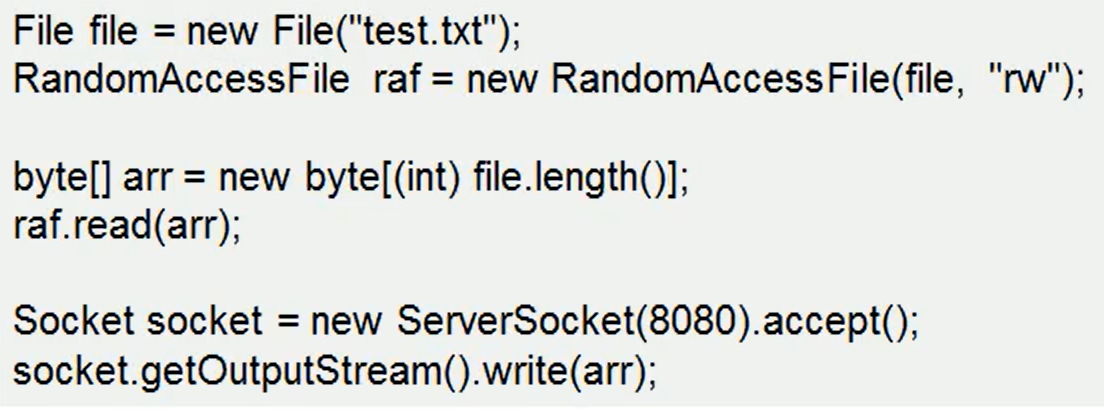 File file = new File("test.txt");
RandomAccessFile raf = new RandomAccessFile(file, "rw");
byte[] arr = new byte[(int) file.length()];
raf.read(arr);
Socket socket = new ServerSocket(8080).accept();
socket.getOutputStream().write(arr);